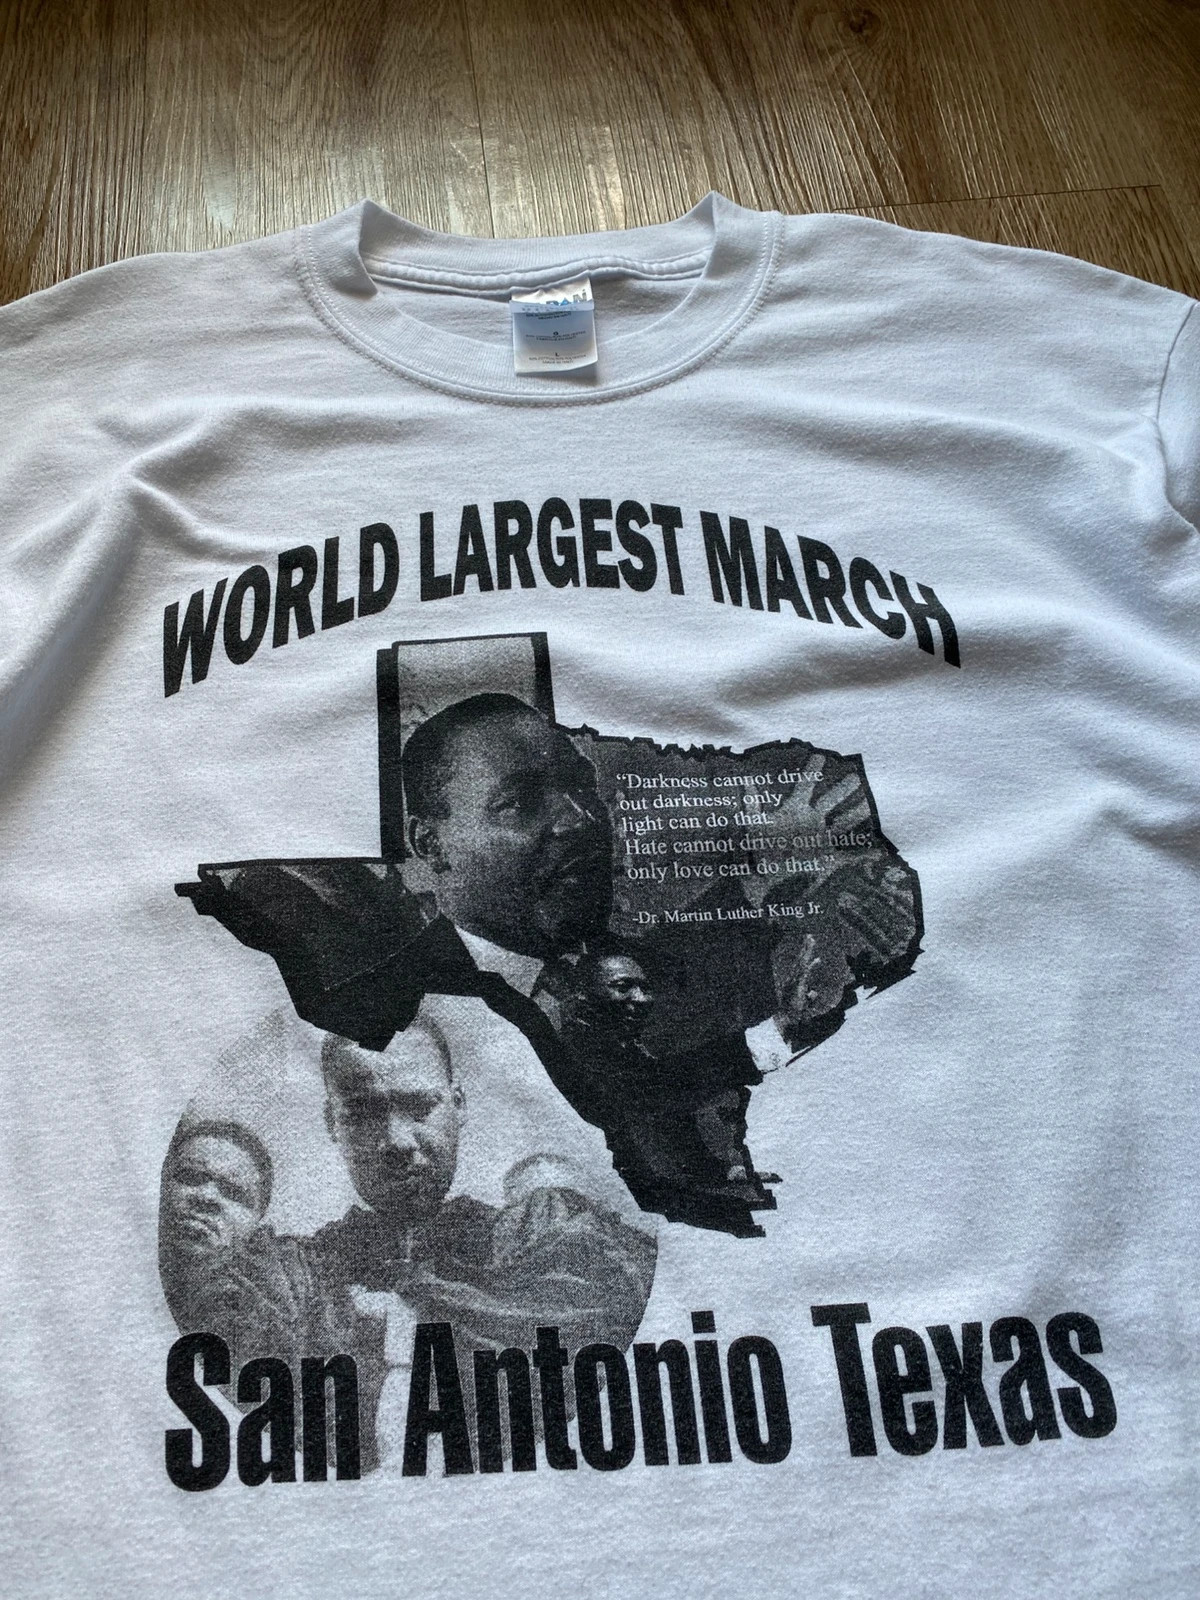 L
WORLD LARGEST MARCH
“Darkness cannot drive
out darkness; only
light can do that.
Hate cannot drive out hate;
only love can do that.”
-Dr. Martin Luther King Jr.
San Antonio Texas